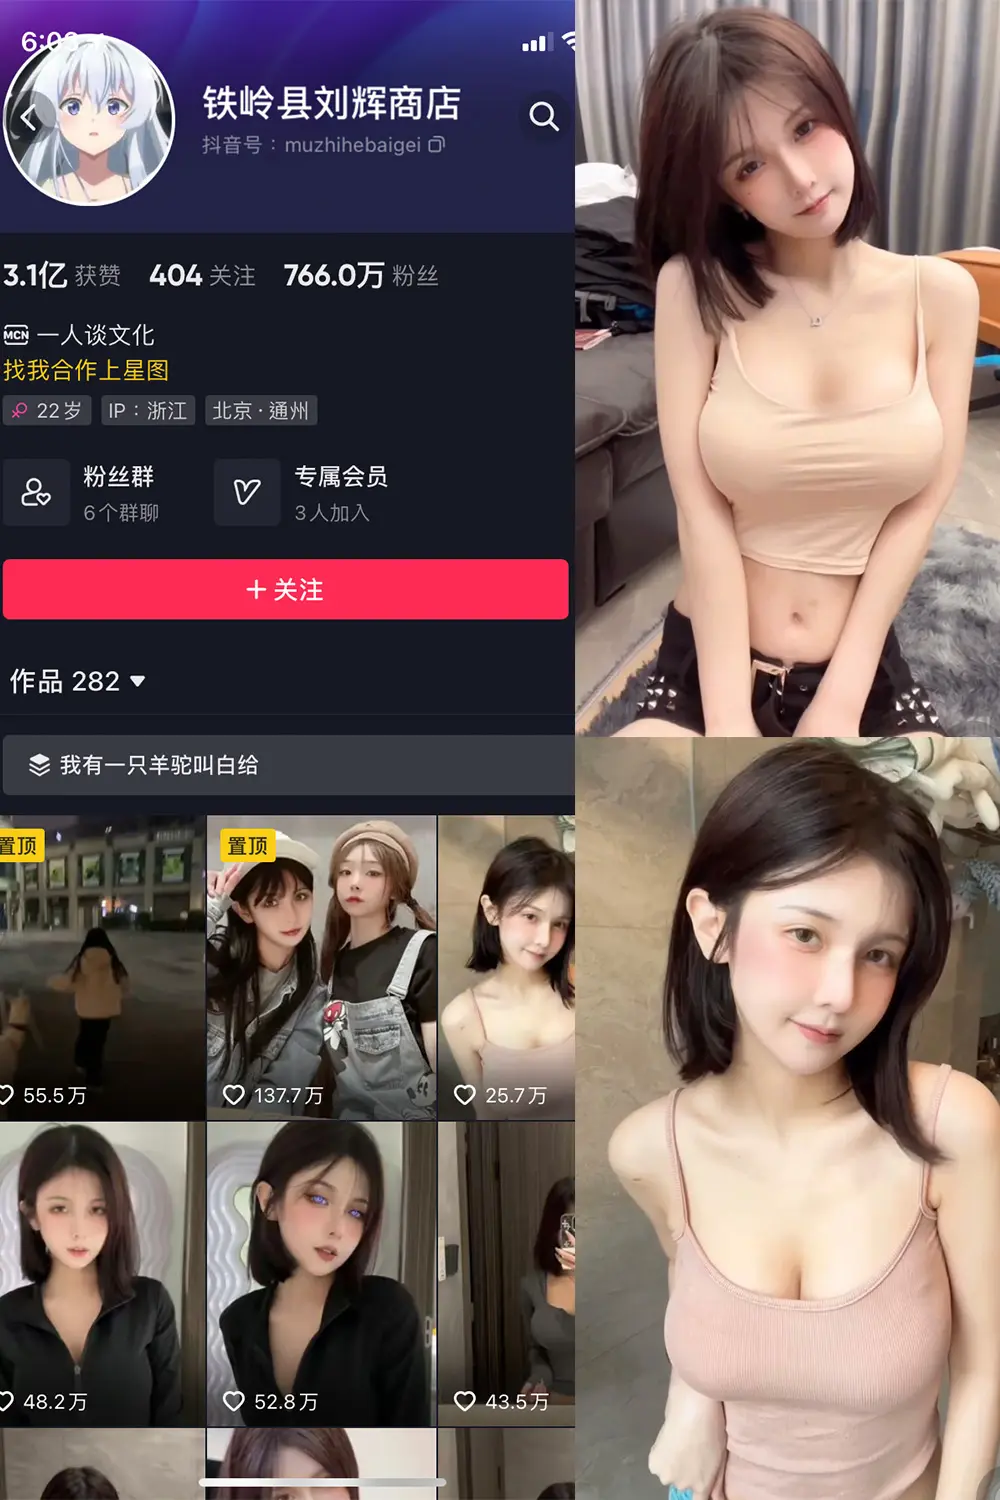 铁岭县刘辉商店
抖音号：muzhihebaigei
3.1亿 获赞 404 关注 766.0万 粉丝
MCN 一人谈文化
找我合作上星图
22岁 IP：浙江 北京·通州
粉丝群 专属会员
6个群聊 3人加入
+ 关注
作品 282
我有一只羊驼叫白给
置顶 置顶
55.5万 137.7万 25.7万
48.2万 52.8万 43.5万